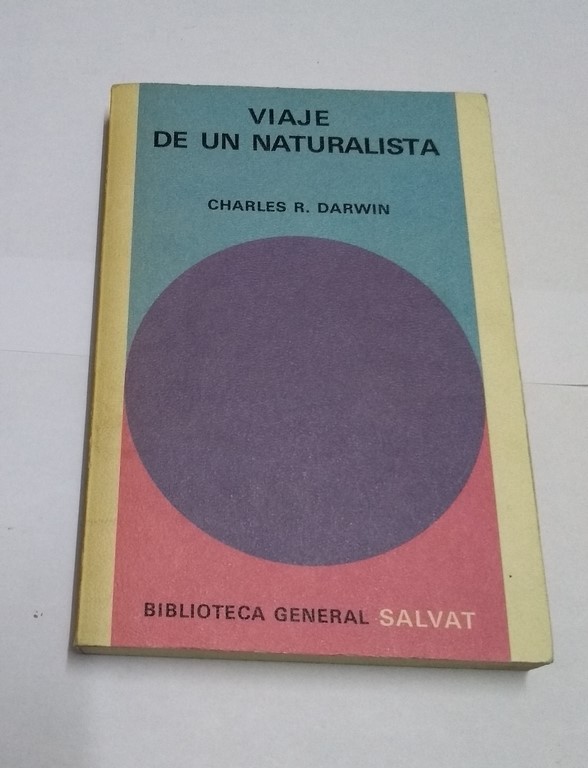 VIAJE
DE UN NATURALISTA
CHARLES R. DARWIN
BIBLIOTECA GENERAL SALVAT